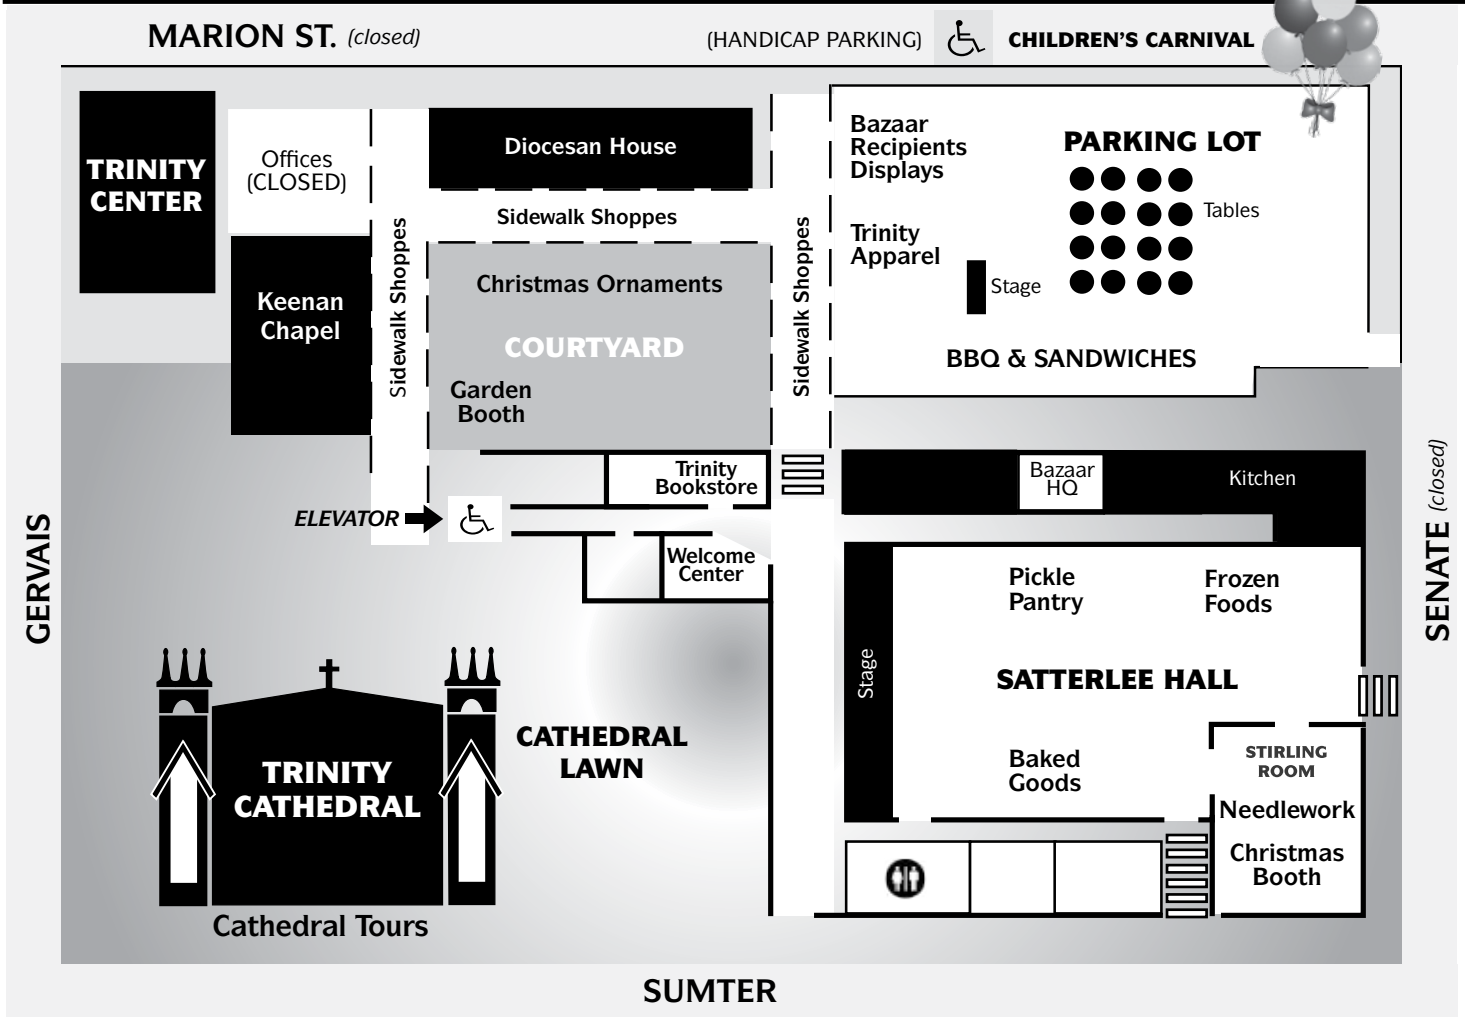 MARION ST. (closed)
(HANDICAP PARKING)
CHILDREN'S CARNIVAL
TRINITY
CENTER
Offices
(CLOSED)
Keenan
Chapel
Sidewalk Shoppes
Diocesan House
Sidewalk Shoppes
Christmas Ornaments
COURTYARD
Garden
Booth
Sidewalk Shoppes
Bazaar
Recipients
Displays
Trinity
Apparel
PARKING LOT
Tables
Stage
BBQ & SANDWICHES
Trinity
Bookstore
ELEVATOR
Welcome
Center
Bazaar
HQ
Kitchen
Stage
Pickle
Pantry
Frozen
Foods
SATTERLEE HALL
Baked
Goods
STIRLING
ROOM
Needlework
Christmas
Booth
CATHEDRAL
LAWN
TRINITY
CATHEDRAL
Cathedral Tours
GERVAIS
SENATE (closed)
SUMTER